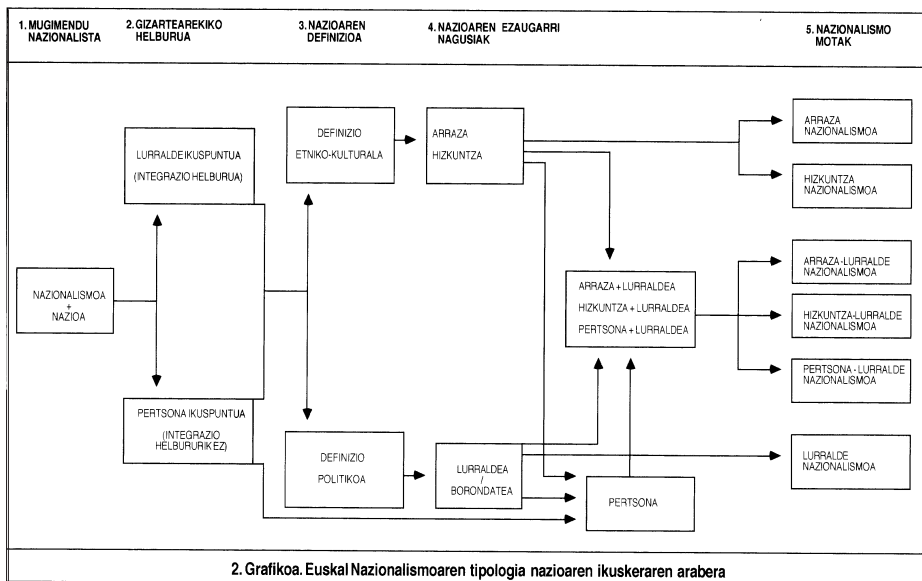 1. MUGIMENDU
NAZIONALISTA
2. GIZARTEAREKIKO
HELBURUA
3. NAZIOAREN
DEFINIZIOA
4. NAZIOAREN EZAUGARRI
NAGUSIAK
5. NAZIONALISMO
MOTAK
NAZIONALISMOA
+
NAZIOA
LURRALDE IKUSPUNTUA
(INTEGRAZIO HELBURUA)
PERTSONA IKUSPUNTUA
(INTEGRAZIO
HELBURURIK EZ)
DEFINIZIO
ETNIKO-KULTURALA
DEFINIZIO
POLITIKOA
ARRAZA
HIZKUNTZA
LURRALDEA
/
BORONDATEA
ARRAZA + LURRALDEA
HIZKUNTZA + LURRALDEA
PERTSONA + LURRALDEA
PERTSONA
ARRAZA
NAZIONALISMOA
HIZKUNTZA
NAZIONALISMOA
ARRAZA - LURRALDE
NAZIONALISMOA
HIZKUNTZA-LURRALDE
NAZIONALISMOA
PERTSONA - LURRALDE
NAZIONALISMOA
LURRALDE
NAZIONALISMOA
2. Grafikoa. Euskal Nazionalismoaren tipologia nazioaren ikuskeraren arabera